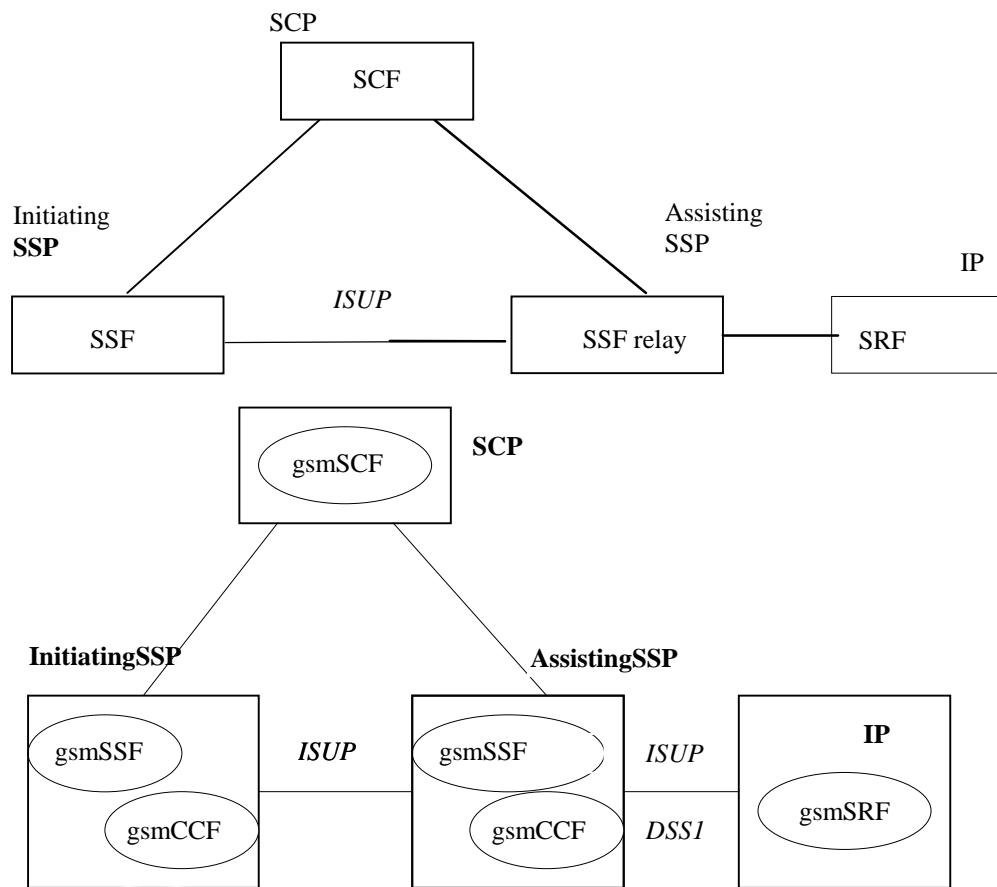 SCP
SCF
Initiating
SSP
Assisting
SSP
IP
ISUP
SSF
SSF relay
SRF
SCP
gsmSCF
InitiatingSSP
AssistingSSP
gsmSSF
ISUP
gsmSSF
ISUP
IP
gsmCCF
gsmCCF
DSS1
gsmSRF